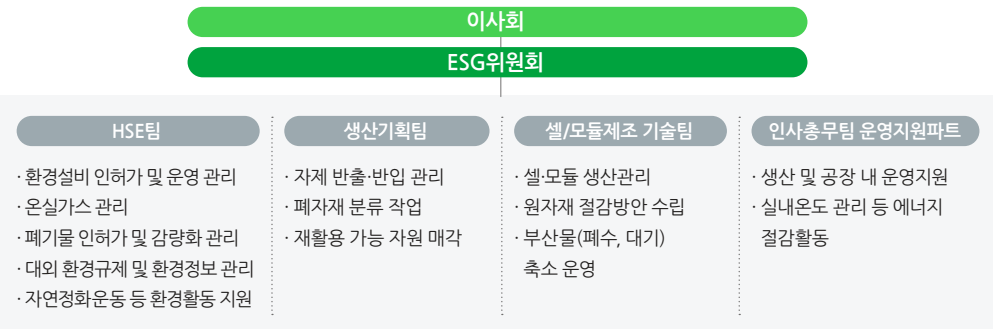 이사회
ESG위원회
HSE팀
· 환경설비 인허가 및 운영 관리
· 온실가스 관리
· 폐기물 인허가 및 감량화 관리
· 대외 환경규제 및 환경정보 관리
· 자연정화운동 등 환경활동 지원
생산기획팀
· 자제 반출·반입 관리
· 폐자재 분류 작업
· 재활용 가능 자원 매각
셀/모듈제조 기술팀
· 셀·모듈 생산관리
· 원자재 절감방안 수립
· 부산물(폐수, 대기)
축소 운영
인사총무팀 운영지원파트
· 생산 및 공장 내 운영지원
· 실내온도 관리 등 에너지
절감활동